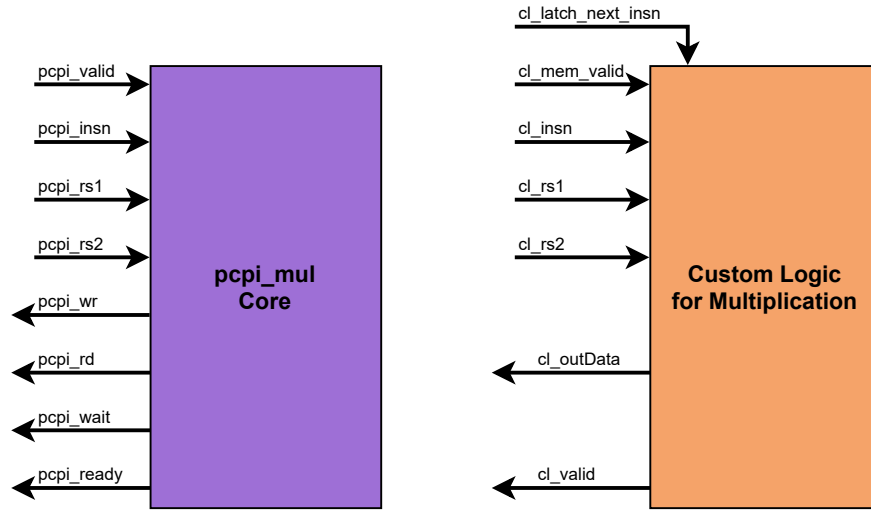 pcpi_valid
pcpi_insn
pcpi_rs1
pcpi_rs2
pcpi_wr
pcpi_rd
pcpi_wait
pcpi_ready
pcpi_mul
Core
cl_latch_next_insn
cl_mem_valid
cl_insn
cl_rs1
cl_rs2
cl_outData
cl_valid
Custom Logic
for Multiplication